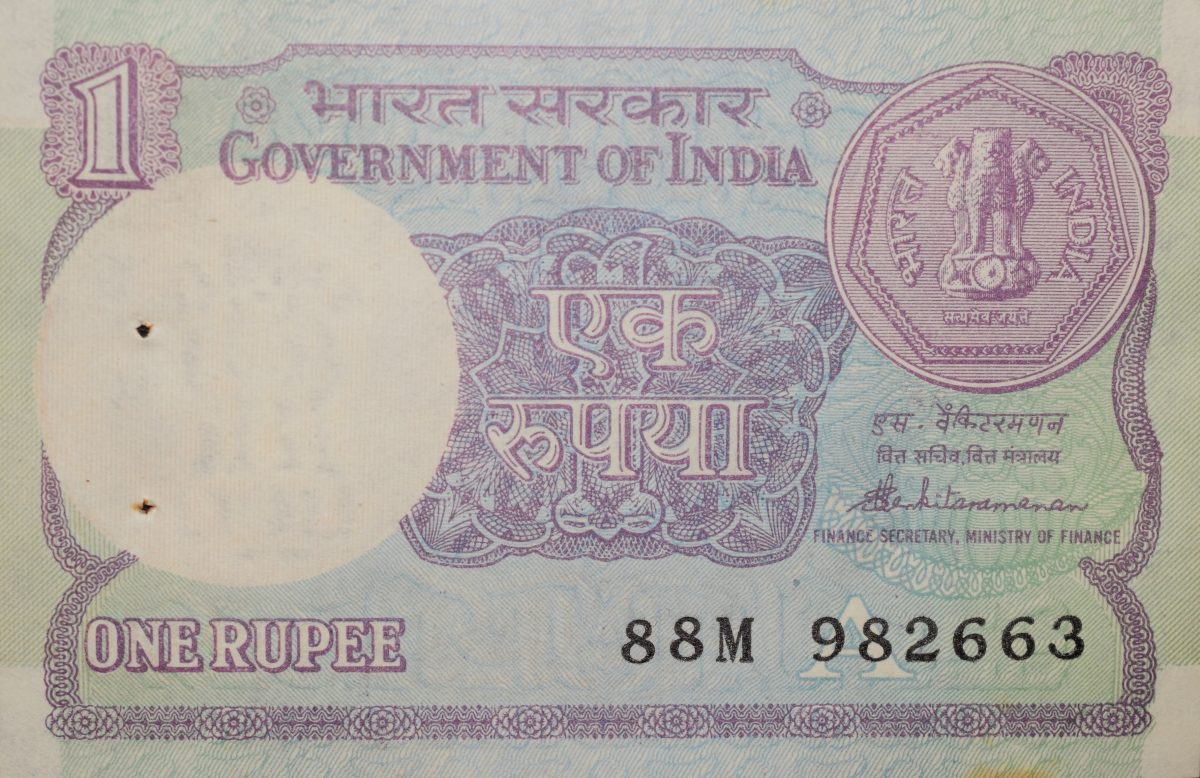 1
भारत सरकार
GOVERNMENT OF INDIA
भारत
INDIA
सत्यमेव जयते
एक
रुपया
एस. वेंकिटरमणन
वित्त सचिव, वित्त मंत्रालय
S Venkitaramanan
FINANCE SECRETARY, MINISTRY OF FINANCE
ONE RUPEE
A
88M 982663